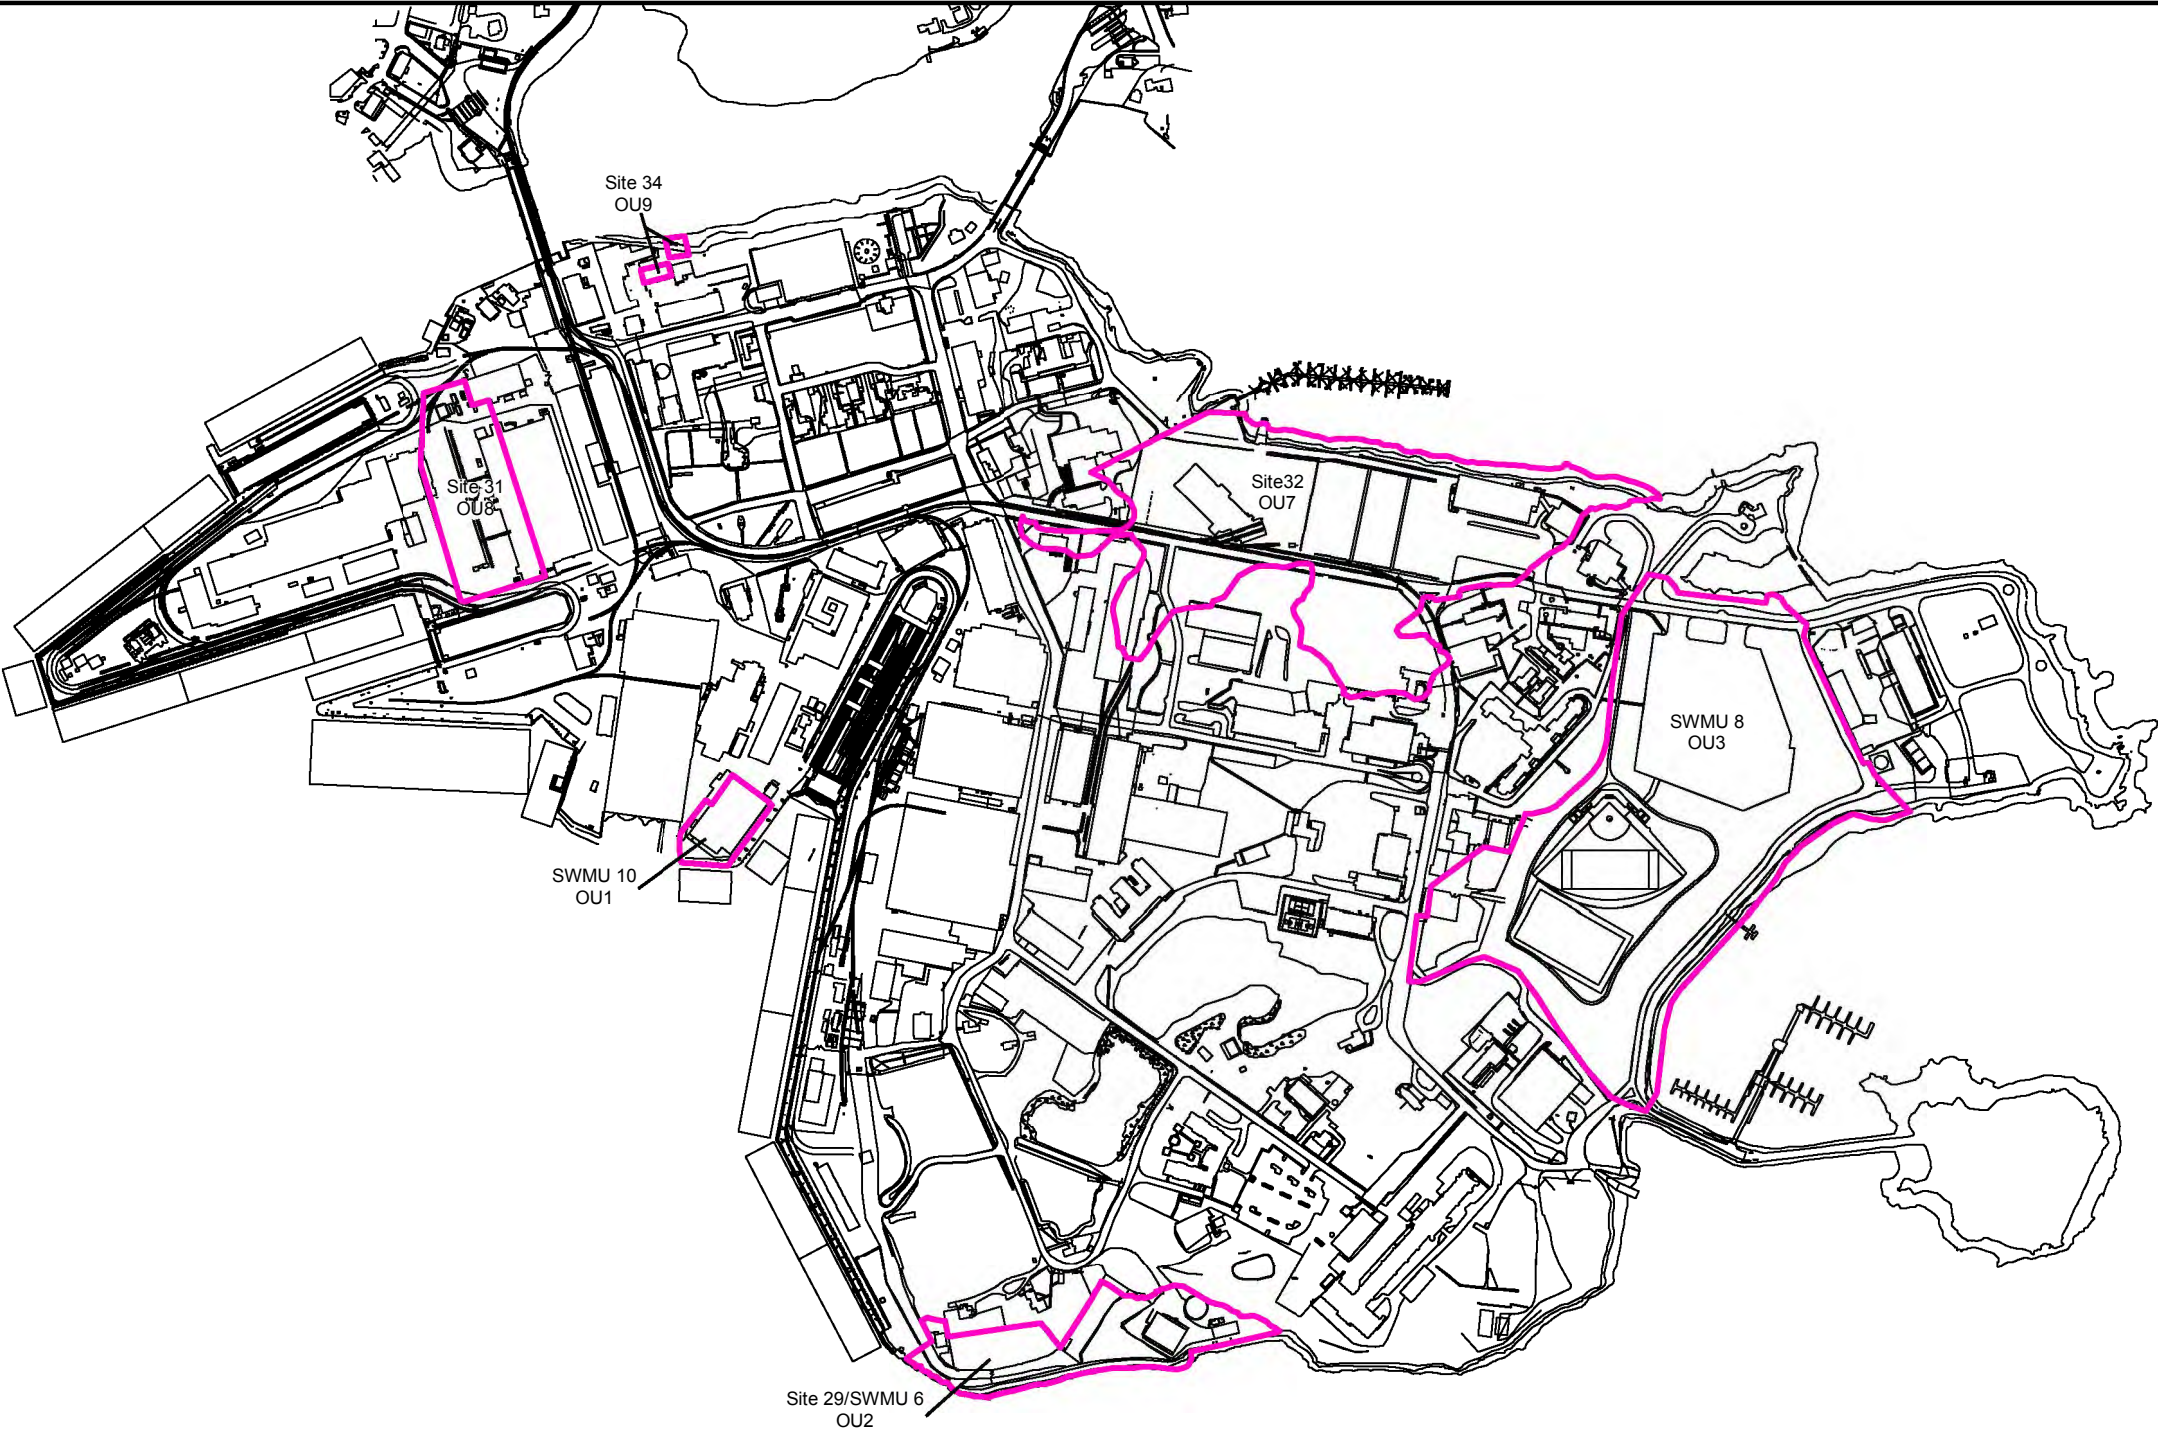 Site 34
OU9
Site 31
OU8
Site32
OU7
SWMU 8
OU3
SWMU 10
OU1
Site 29/SWMU 6
OU2